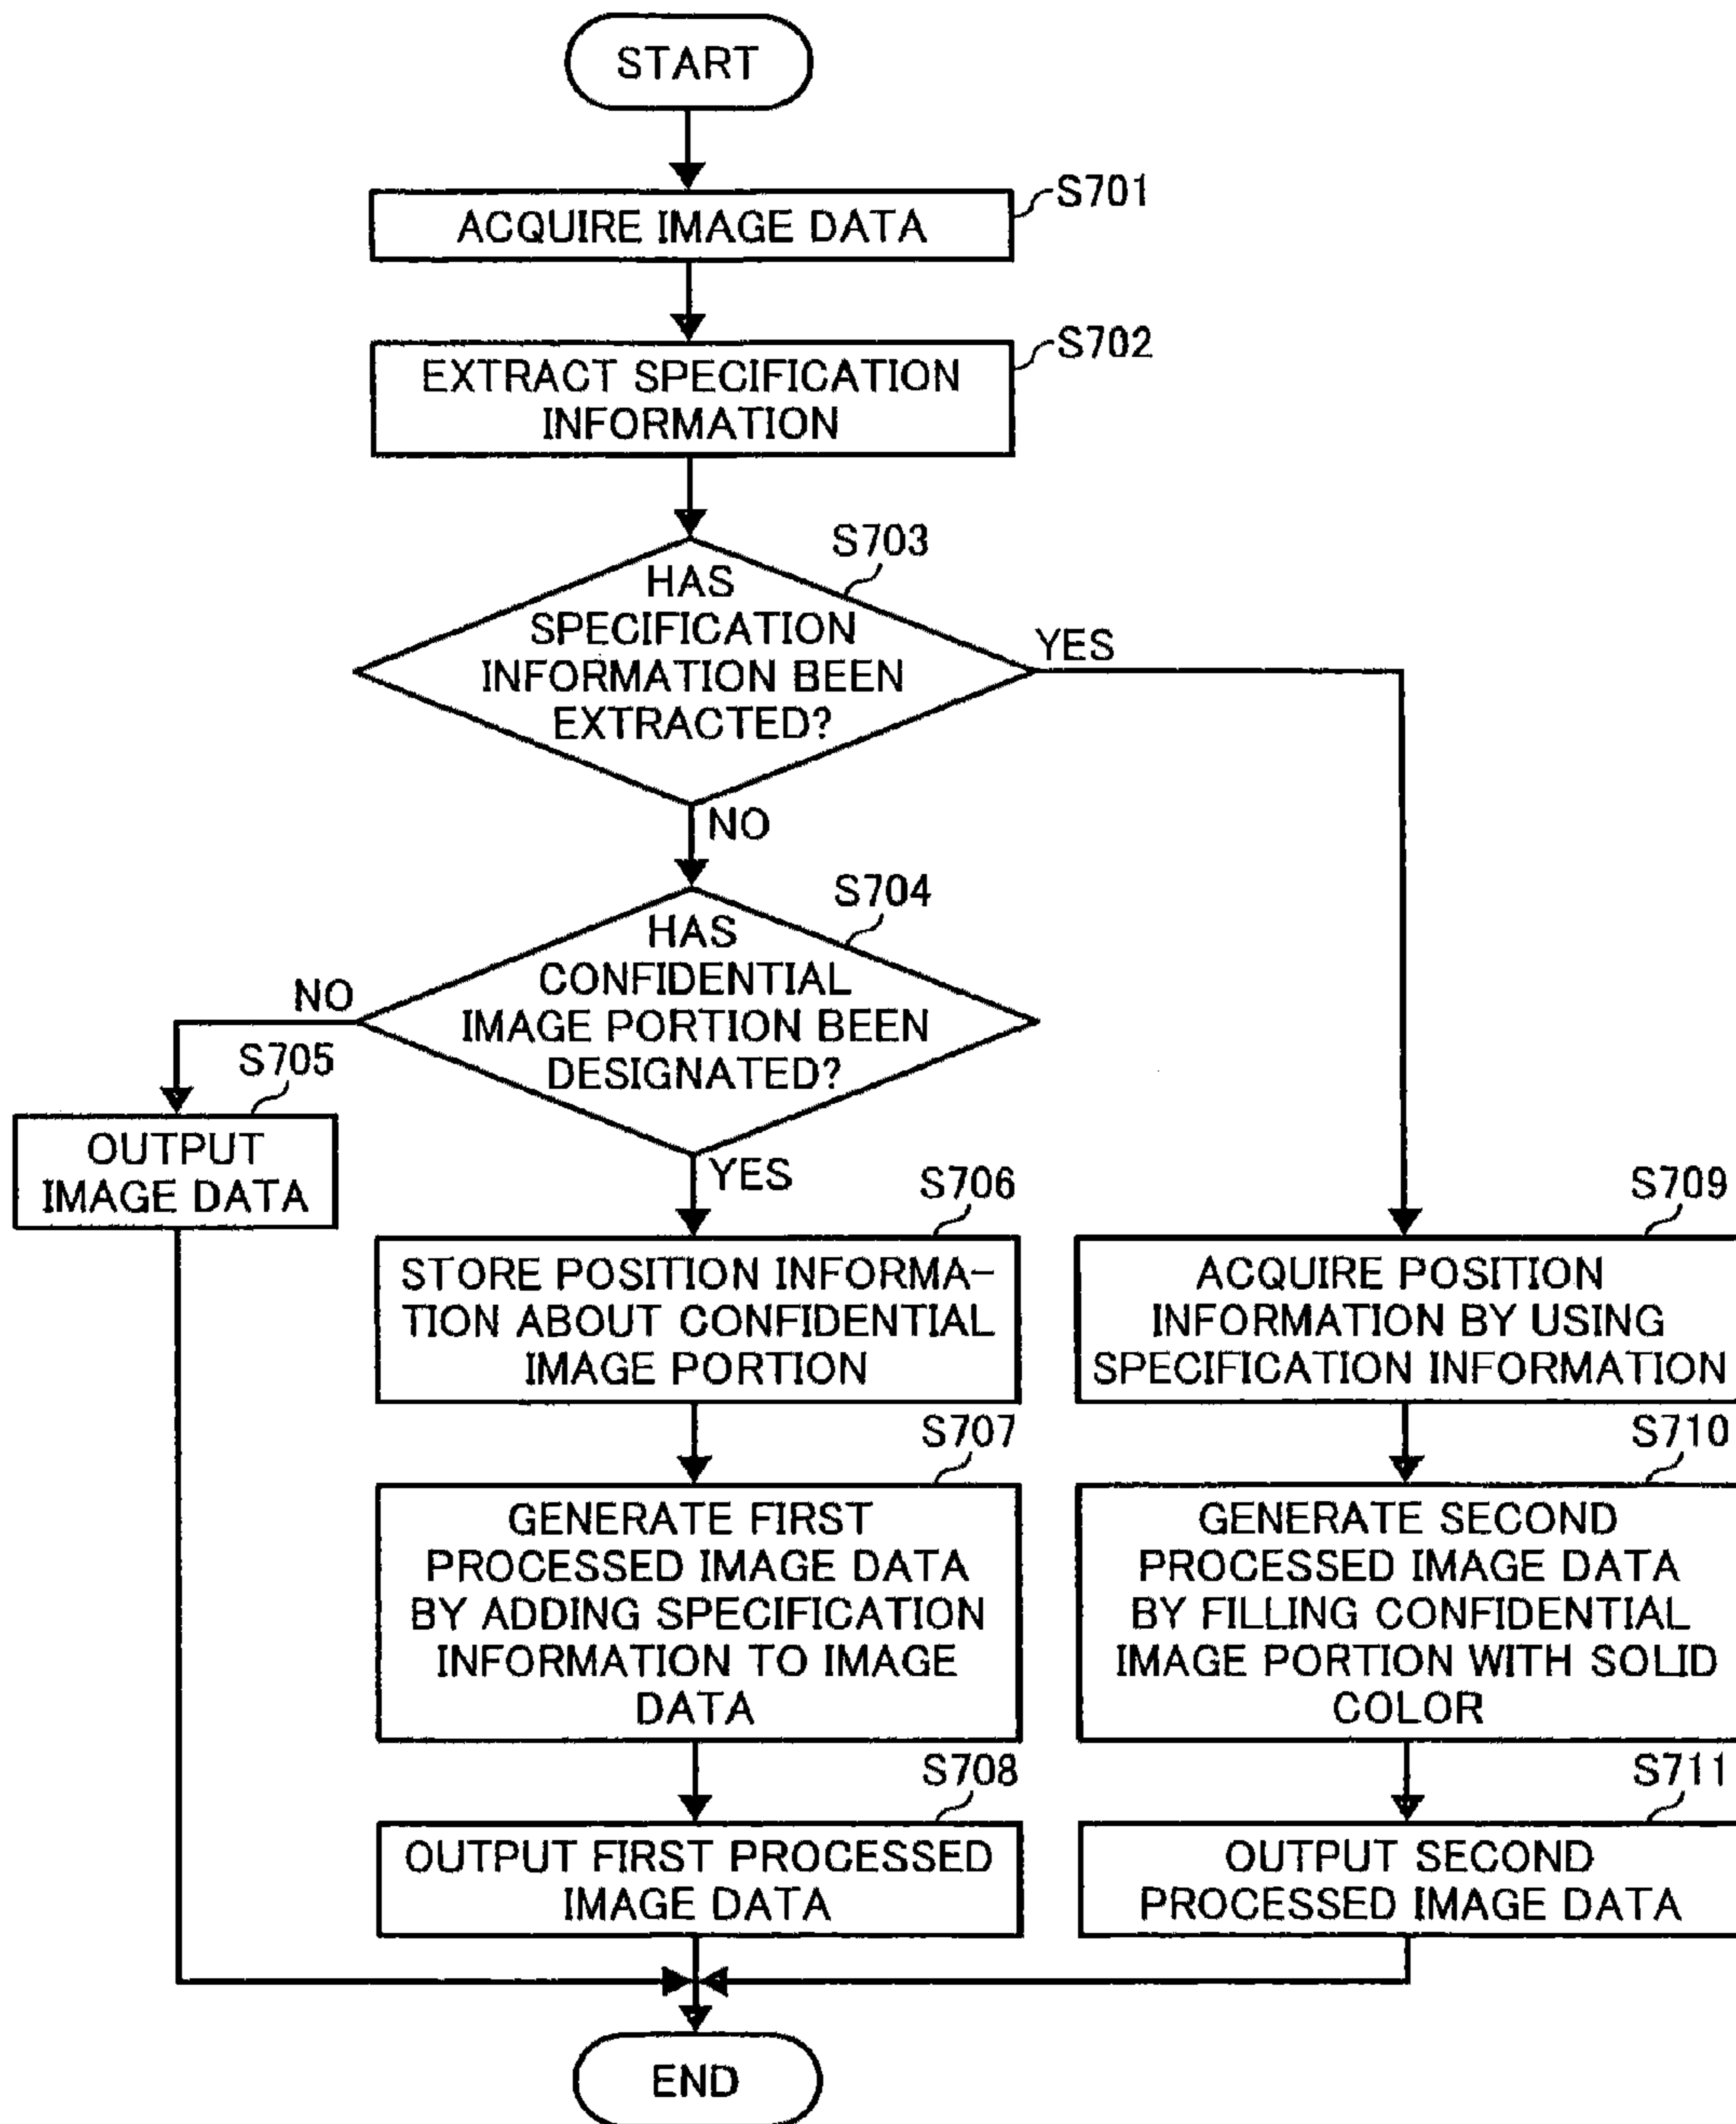 START
S701
ACQUIRE IMAGE DATA
S702
EXTRACT SPECIFICATION
INFORMATION
S703
HAS
SPECIFICATION
INFORMATION BEEN
EXTRACTED?
YES
NO
S704
HAS
CONFIDENTIAL
IMAGE PORTION BEEN
DESIGNATED?
NO
YES
S705
OUTPUT
IMAGE DATA
S706
STORE POSITION INFORMA-
TION ABOUT CONFIDENTIAL
IMAGE PORTION
S707
GENERATE FIRST
PROCESSED IMAGE DATA
BY ADDING SPECIFICATION
INFORMATION TO IMAGE
DATA
S708
OUTPUT FIRST PROCESSED
IMAGE DATA
S709
ACQUIRE POSITION
INFORMATION BY USING
SPECIFICATION INFORMATION
S710
GENERATE SECOND
PROCESSED IMAGE DATA
BY FILLING CONFIDENTIAL
IMAGE PORTION WITH SOLID
COLOR
S711
OUTPUT SECOND
PROCESSED IMAGE DATA
END